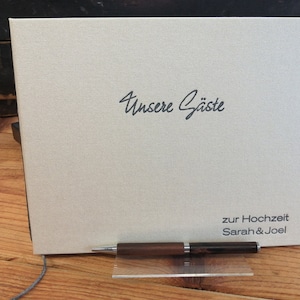 Unsere Gäste
zur Hochzeit
Sarah & Joel